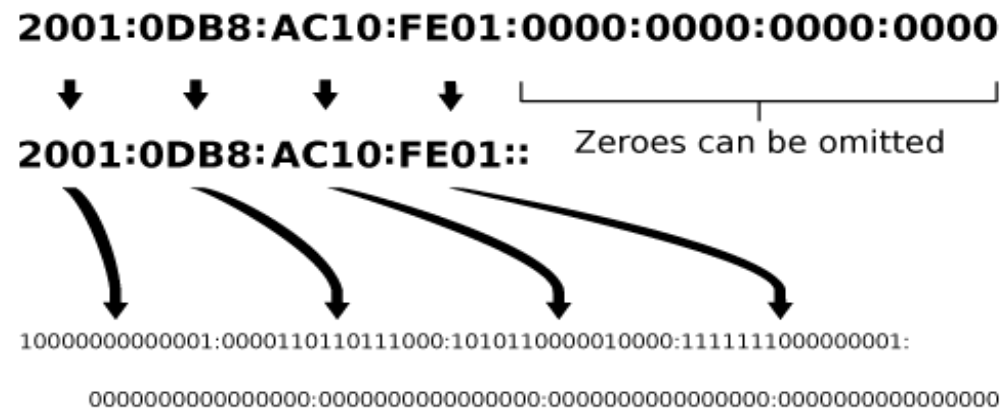 2001:0DB8:AC10:FE01:0000:0000:0000:0000
Zeroes can be omitted
2001:0DB8:AC10:FE01::
10000000000001:0000110110111000:1010110000010000:1111111000000001:
0000000000000000:0000000000000000:0000000000000000:0000000000000000